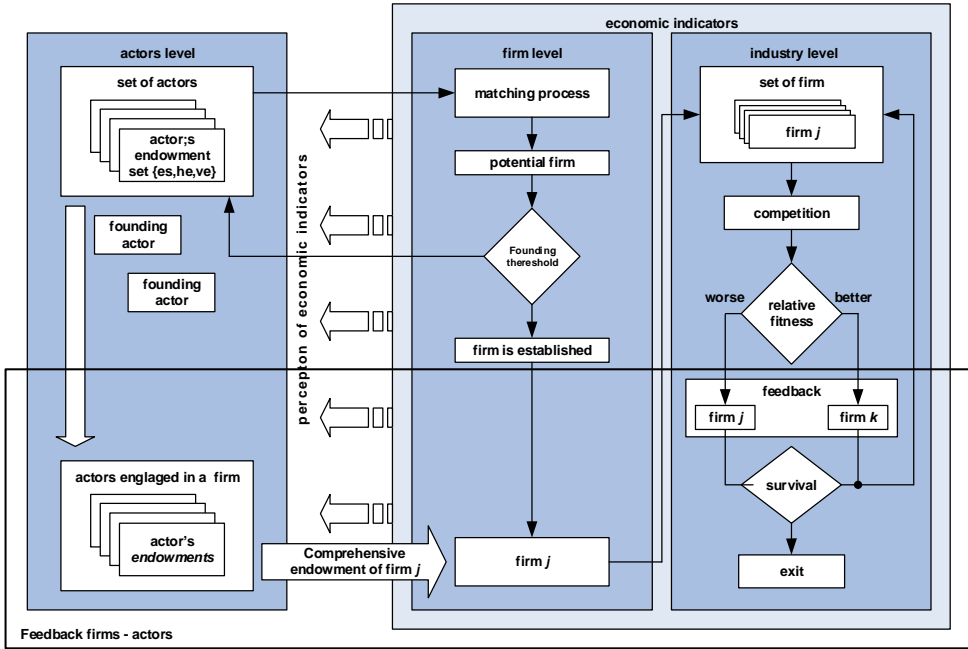 economic indicators
actors level
set of actors
actor;s
endowment
set {es,he,ve}
founding
actor
founding
actor
actors englaged in a firm
actor's
endowments
percepton of economic indicators
Comprehensive
endowment of firm j
firm level
matching process
potential firm
Founding
thereshold
firm is established
firm j
industry level
set of firm
firm j
competition
worse
better
relative
fitness
feedback
firm j
firm k
survival
exit
Feedback firms - actors